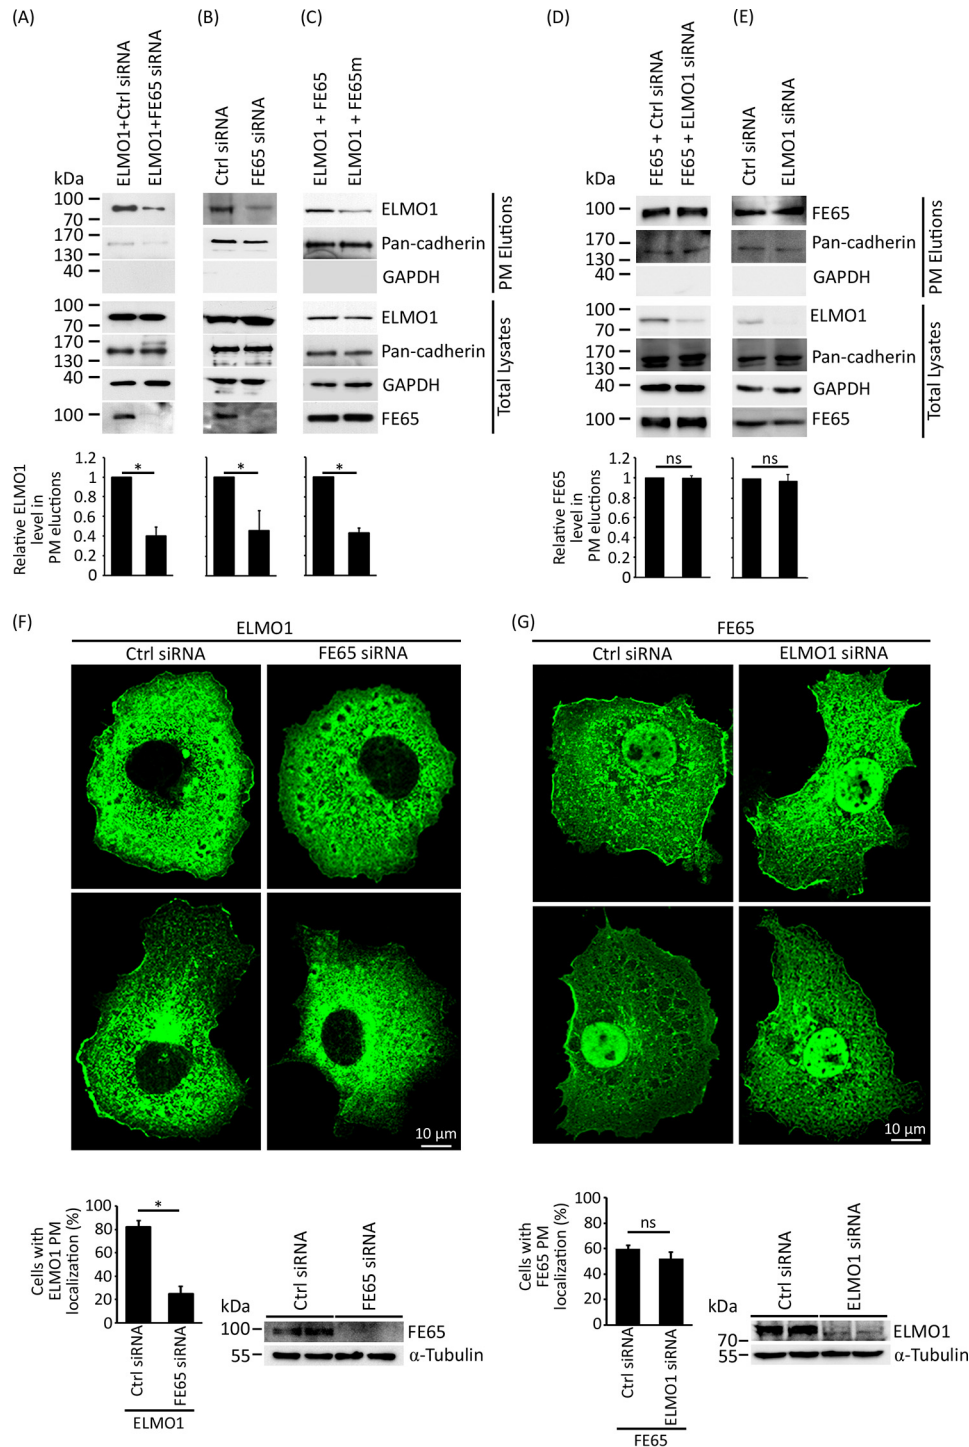 (A)
(B)
(C)
(D)
(E)
ELMO1+Ctrl siRNA
ELMO1+FE65 siRNA
Ctrl siRNA
FE65 siRNA
ELMO1 + FE65
ELMO1 + FE65m
FE65 + Ctrl siRNA
FE65 + ELMO1 siRNA
Ctrl siRNA
ELMO1 siRNA
kDa
100
70
170
130
40
100
70
170
130
40
100
ELMO1
Pan-cadherin
GAPDH
ELMO1
Pan-cadherin
GAPDH
FE65
PM Elutions
Total Lysates
kDa
100
170
130
40
100
70
170
130
40
100
FE65
Pan-cadherin
GAPDH
ELMO1
Pan-cadherin
GAPDH
FE65
PM Elutions
Total Lysates
Relative ELMO1
level in
PM eluctions
1.2
1
0.8
0.6
0.4
0.2
0
*
*
*
Relative FE65
level in
PM eluctions
1.2
1
0.8
0.6
0.4
0.2
0
ns
ns
(F)
ELMO1
Ctrl siRNA
FE65 siRNA
10 μm
(G)
FE65
Ctrl siRNA
ELMO1 siRNA
10 μm
Cells with
ELMO1 PM
localization (%)
100
80
60
40
20
0
*
Ctrl siRNA
FE65 siRNA
ELMO1
kDa
100
55
Ctrl siRNA
FE65 siRNA
FE65
α-Tubulin
Cells with
FE65 PM
localization (%)
100
80
60
40
20
0
ns
Ctrl siRNA
ELMO1 siRNA
FE65
kDa
70
55
Ctrl siRNA
ELMO1 siRNA
ELMO1
α-Tubulin